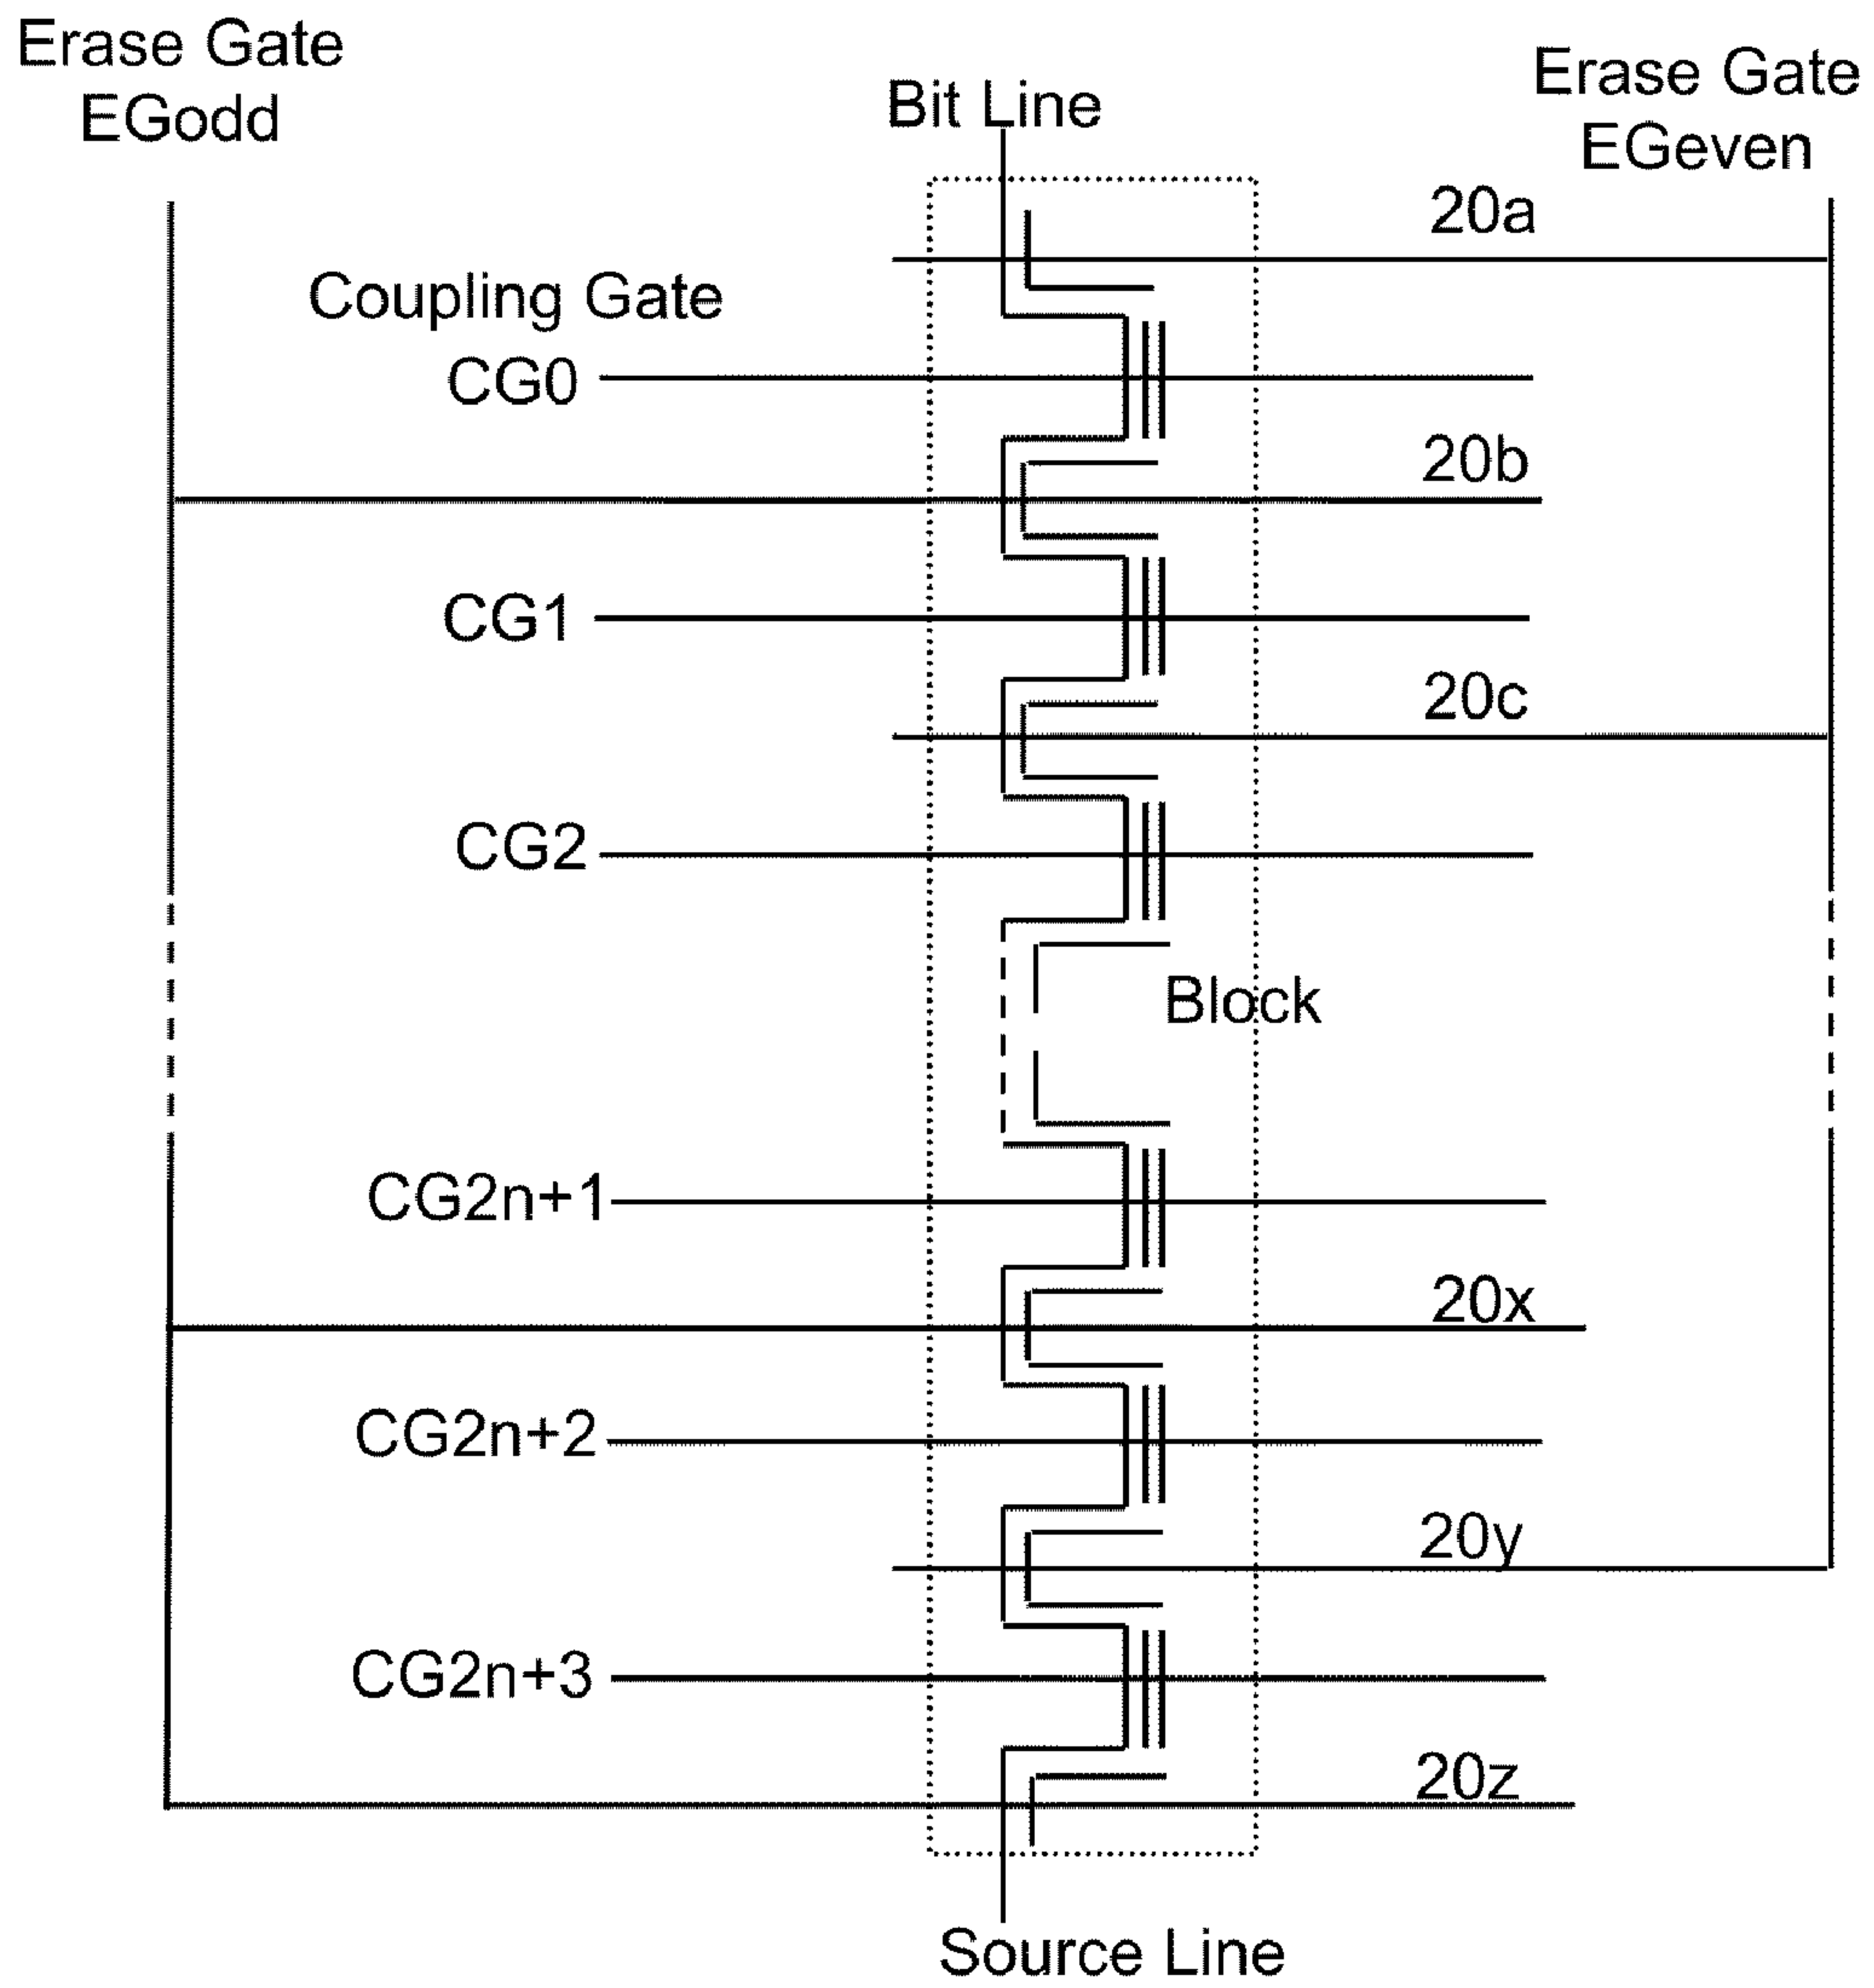 Erase Gate
EGodd
Bit Line
Erase Gate
EGeven
20a
Coupling Gate
CG0
20b
CG1
20c
CG2
Block
CG2n+1
20x
CG2n+2
20y
CG2n+3
20z
Source Line